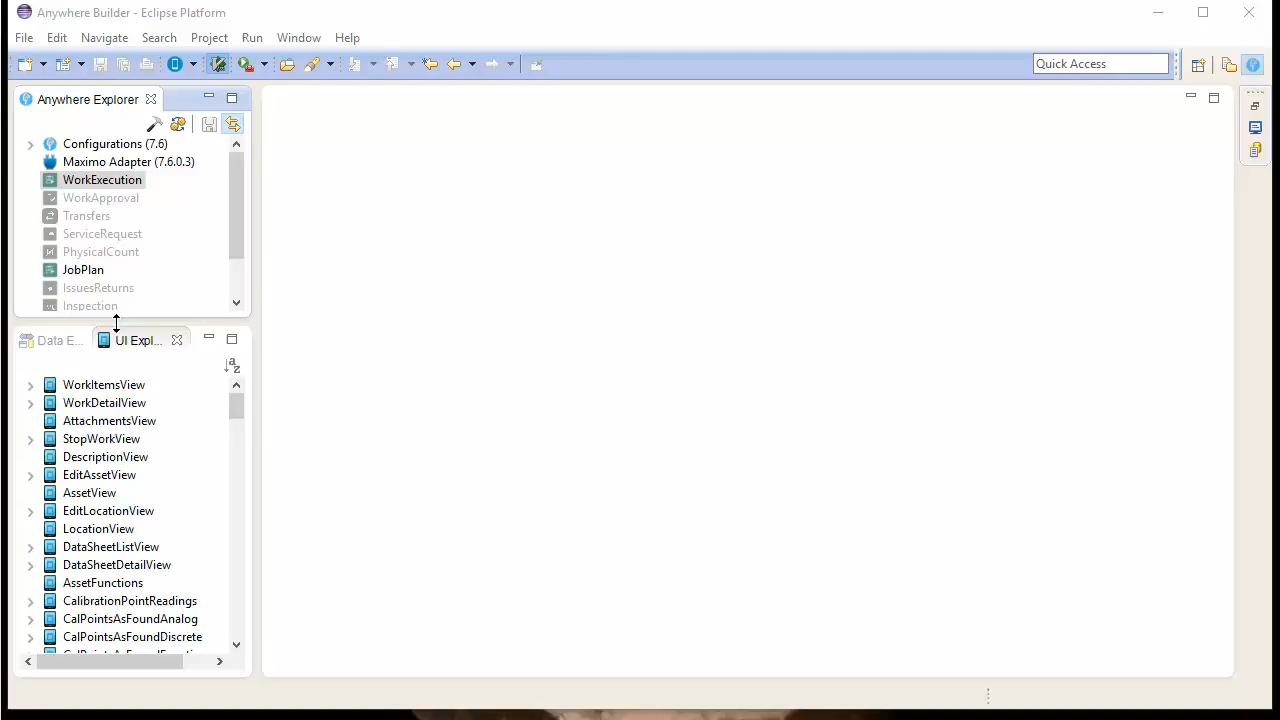 Anywhere Builder - Eclipse Platform
File Edit Navigate Search Project Run Window Help
Quick Access
Anywhere Explorer
Configurations (7.6)
Maximo Adapter (7.6.0.3)
WorkExecution
WorkApproval
Transfers
ServiceRequest
PhysicalCount
JobPlan
IssuesReturns
Inspection
Data E... UI Expl...
WorkItemsView
WorkDetailView
AttachmentsView
StopWorkView
DescriptionView
EditAssetView
AssetView
EditLocationView
LocationView
DataSheetListView
DataSheetDetailView
AssetFunctions
CalibrationPointReadings
CalPointsAsFoundAnalog
CalPointsAsFoundDiscrete